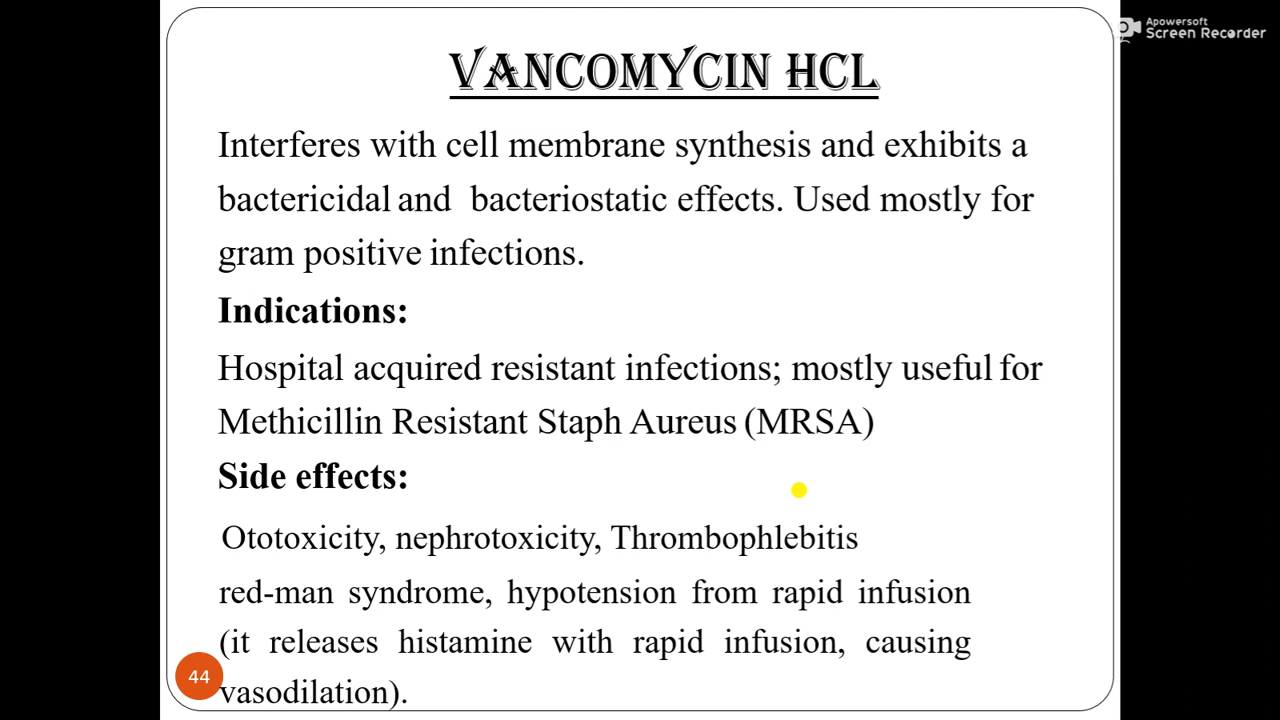 Apowersoft
Screen Recorder
VANCOMYCIN HCL
Interferes with cell membrane synthesis and exhibits a
bactericidal and bacteriostatic effects. Used mostly for
gram positive infections.
Indications:
Hospital acquired resistant infections; mostly useful for
Methicillin Resistant Staph Aureus (MRSA)
Side effects:
Ototoxicity, nephrotoxicity, Thrombophlebitis
red-man syndrome, hypotension from rapid infusion
(it releases histamine with rapid infusion, causing
vasodilation).
44